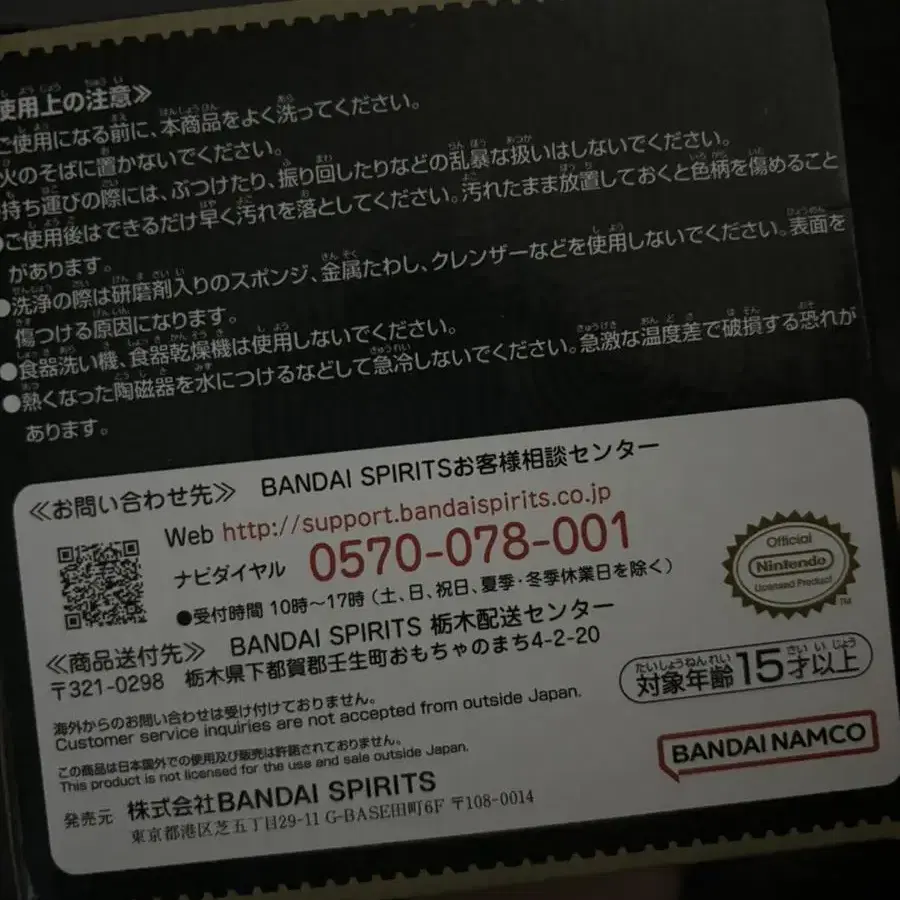 使用上の注意≫
ご使用になる前に、本商品をよく洗ってください。
火のそばに置かないでください。
持ち運びの際には、ぶつけたり、振り回したりなどの乱暴な扱いはしないでください。
ご使用後はできるだけ早く汚れを落としてください。汚れたまま放置しておくと色柄を傷めること
があります。
●洗浄の際は研磨剤入りのスポンジ、金属たわし、クレンザーなどを使用しないでください。表面を
傷つける原因になります。
●食器洗い機、食器乾燥機は使用しないでください。
●熱くなった陶磁器を水につけるなどして急冷しないでください。急激な温度差で破損する恐れが
あります。
≪お問い合わせ先≫ BANDAI SPIRITSお客様相談センター
Web http://support.bandaispirits.co.jp
ナビダイヤル 0570-078-001
●受付時間 10時～17時（土、日、祝日、夏季・冬季休業日を除く）
≪商品送付先≫ BANDAI SPIRITS 栃木配送センター
〒321-0298 栃木県下都賀郡壬生町おもちゃのまち4-2-20
海外からのお問い合わせは受け付けておりません。
Customer service inquiries are not accepted from outside Japan.
この商品は日本国外での使用及び販売は許諾されておりません。
This product is not licensed for the use and sale outside Japan.
発売元 株式会社BANDAI SPIRITS
東京都港区芝五丁目29-11 G-BASE田町6F 〒108-0014
Official
Nintendo
Licensed Product
TM
対象年齢15才以上
BANDAI NAMCO